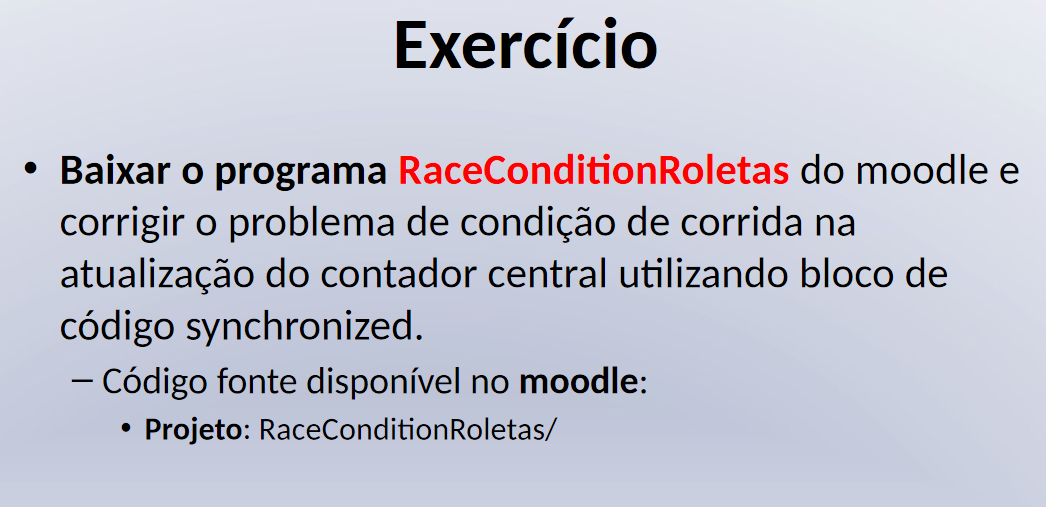 Exercício
• Baixar o programa RaceConditionRoletas do moodle e
corrigir o problema de condição de corrida na
atualização do contador central utilizando bloco de
código synchronized.
– Código fonte disponível no moodle:
• Projeto: RaceConditionRoletas/